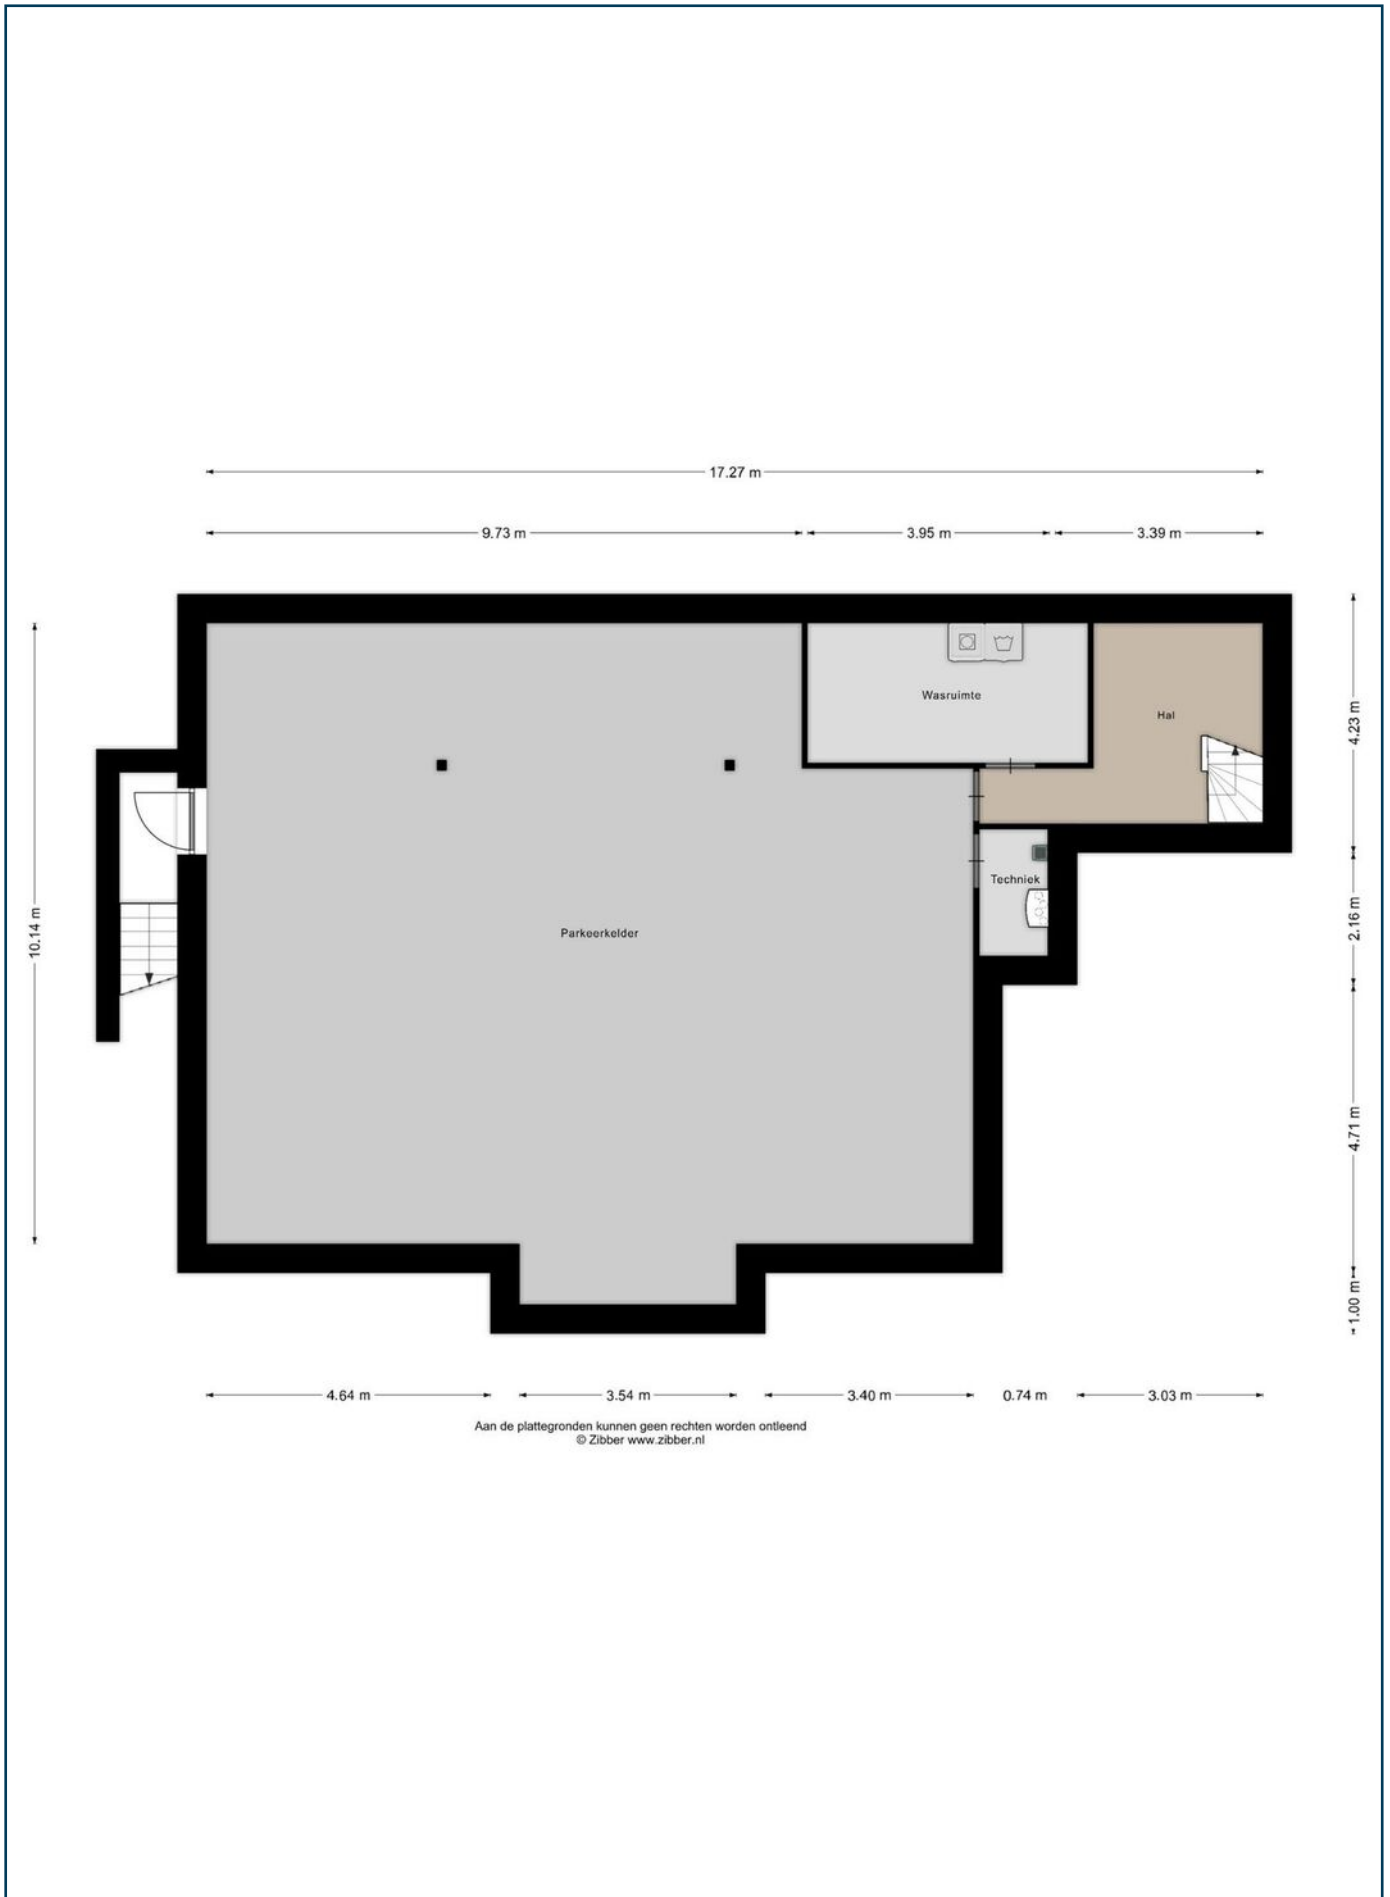 17.27 m
9.73 m
3.95 m
3.39 m
Wasruimte
Hal
4.23 m
Techniek
2.16 m
10.14 m
Parkeerkelder
4.71 m
1.00 m
4.64 m
3.54 m
3.40 m
0.74 m
3.03 m
Aan de plattegronden kunnen geen rechten worden ontleend
© Zibber www.zibber.nl